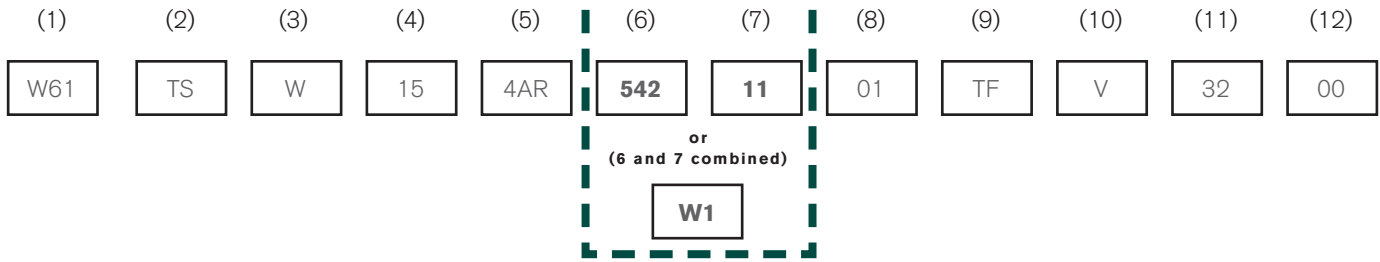 (1) (2) (3) (4) (5) (6) (7) (8) (9) (10) (11) (12)
W61 TS W 15 4AR 542 11 01 TF V 32 00
or
(6 and 7 combined)
W1